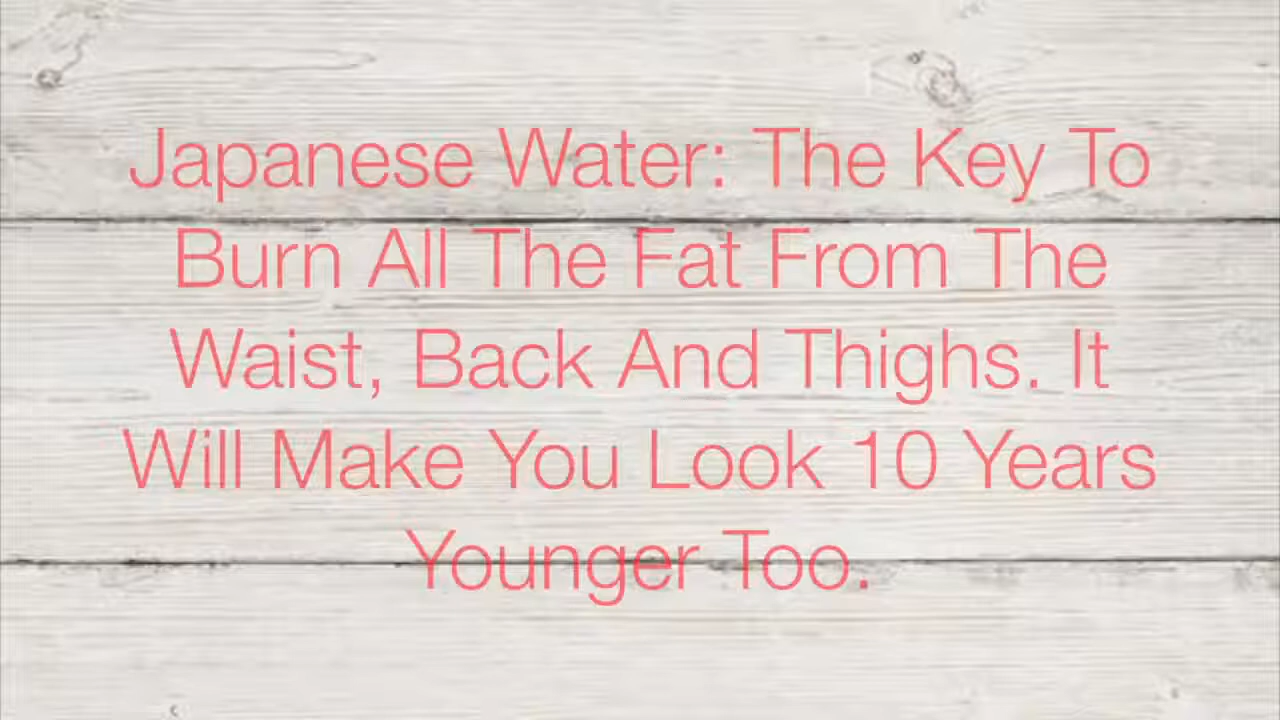 Japanese Water: The Key To
Burn All The Fat From The
Waist, Back And Thighs. It
Will Make You Look 10 Years
Younger Too.